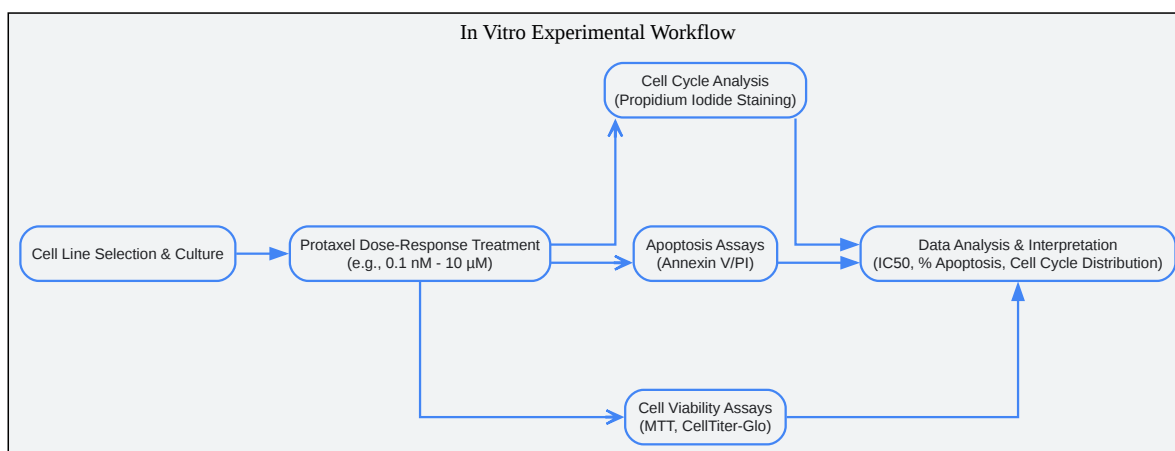 In Vitro Experimental Workflow
Cell Cycle Analysis
(Propidium Iodide Staining)
Cell Line Selection & Culture
Protaxel Dose-Response Treatment
(e.g., 0.1 nM - 10 µM)
Apoptosis Assays
(Annexin V/PI)
Data Analysis & Interpretation
(IC50, % Apoptosis, Cell Cycle Distribution)
Cell Viability Assays
(MTT, CellTiter-Glo)